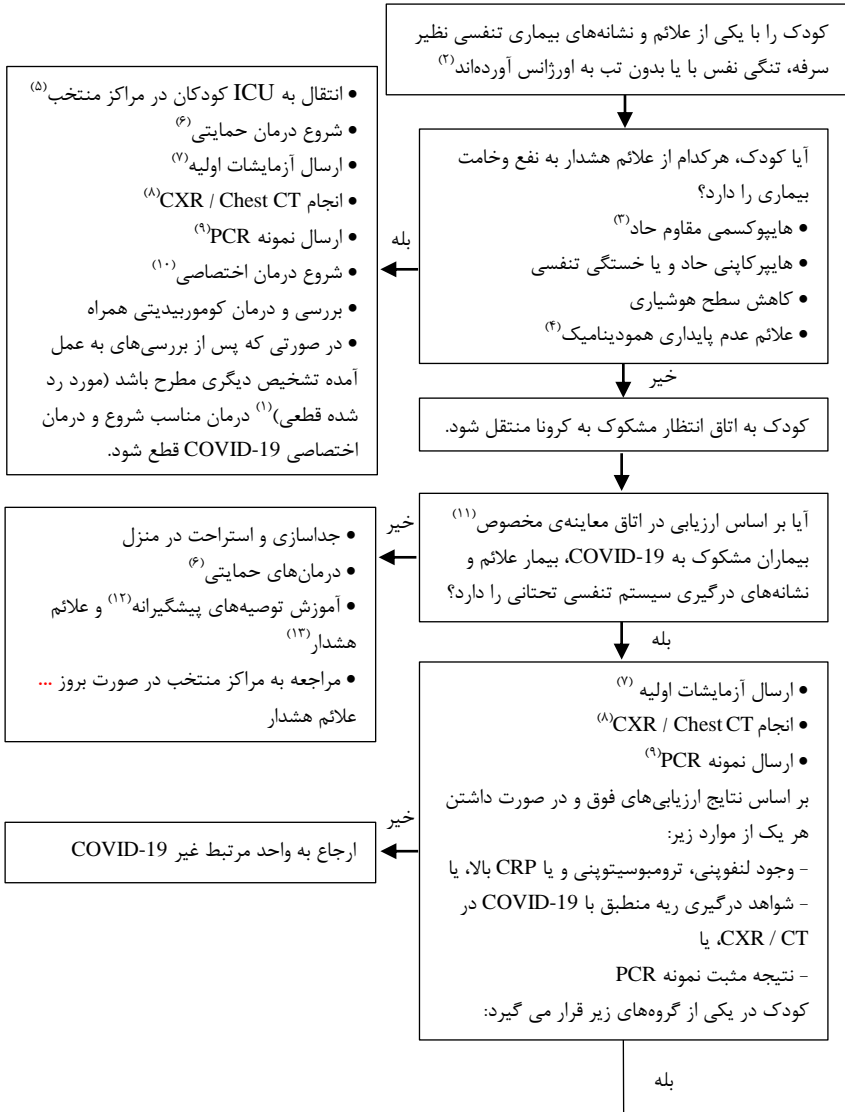 کودک را با یکی از علائم و نشانه‌های بیماری تنفسی نظیر
سرفه، تنگی نفس با یا بدون تب به اورژانس آورده‌اند(۲)
آیا کودک، هرکدام از علائم هشدار به نفع وخامت
بیماری را دارد؟
• هایپوکسمی مقاوم حاد(۳)
• هایپرکاپنی حاد و یا خستگی تنفسی
• کاهش سطح هوشیاری
• علائم عدم پایداری همودینامیک(۴)
بله
• انتقال به ICU کودکان در مراکز منتخب(۵)
• شروع درمان حمایتی(۶)
• ارسال آزمایشات اولیه(۷)
• انجام CXR / Chest CT(۸)
• ارسال نمونه PCR(۹)
• شروع درمان اختصاصی(۱۰)
• بررسی و درمان کوموربیدیتی همراه
• در صورتی که پس از بررسی‌های به عمل
آمده تشخیص دیگری مطرح باشد (مورد رد
شده قطعی)(۱) درمان مناسب شروع و درمان
اختصاصی COVID-19 قطع شود.
خیر
کودک به اتاق انتظار مشکوک به کرونا منتقل شود.
آیا بر اساس ارزیابی در اتاق معاینه‌ی مخصوص(۱۱)
بیماران مشکوک به COVID-19، بیمار علائم و
نشانه‌های درگیری سیستم تنفسی تحتانی را دارد؟
خیر
• جداسازی و استراحت در منزل
• درمان‌های حمایتی(۶)
• آموزش توصیه‌های پیشگیرانه(۱۲) و علائم
هشدار(۱۳)
• مراجعه به مراکز منتخب در صورت بروز ...
علائم هشدار
بله
• ارسال آزمایشات اولیه (۷)
• انجام CXR / Chest CT(۸)
• ارسال نمونه PCR(۹)
بر اساس نتایج ارزیابی‌های فوق و در صورت داشتن
هر یک از موارد زیر:
- وجود لنفوپنی، ترومبوسیتوپنی و یا CRP بالا، یا
- شواهد درگیری ریه منطبق با COVID-19 در
CXR / CT، یا
- نتیجه مثبت نمونه PCR
کودک در یکی از گروه‌های زیر قرار می گیرد:
خیر
ارجاع به واحد مرتبط غیر COVID-19
بله